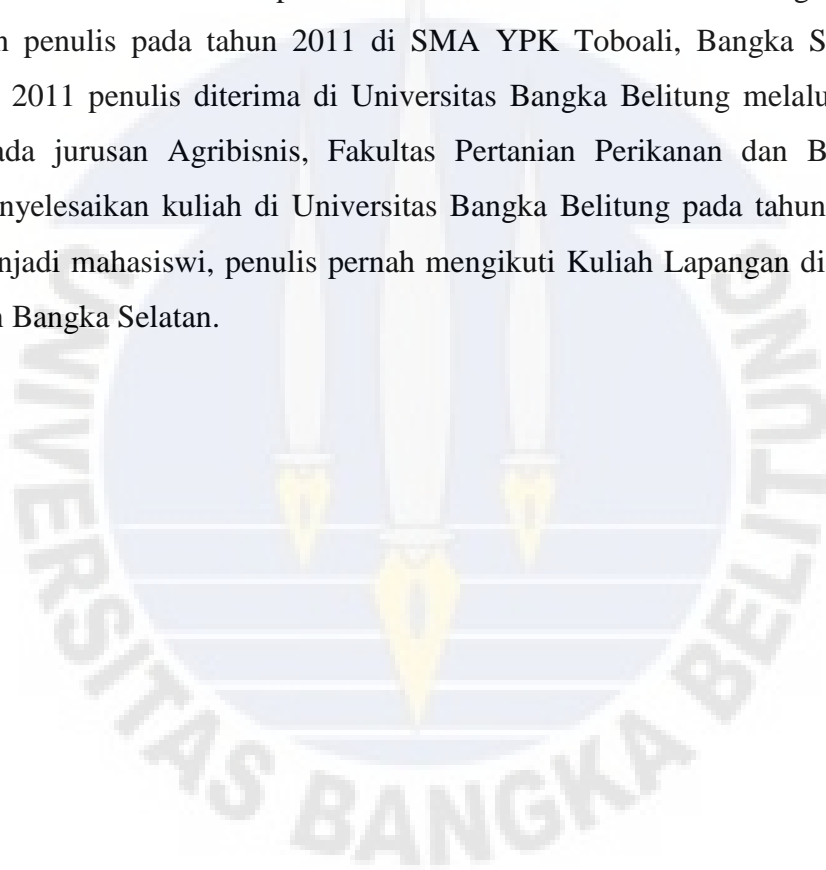 n penulis pada tahun 2011 di SMA YPK Toboali, Bangka S
2011 penulis diterima di Universitas Bangka Belitung melalu
ada jurusan Agribisnis, Fakultas Pertanian Perikanan dan B
nyelesaikan kuliah di Universitas Bangka Belitung pada tahun
njadi mahasiswi, penulis pernah mengikuti Kuliah Lapangan di
n Bangka Selatan.
UNIVERSITAS BANGKA BELITUNG